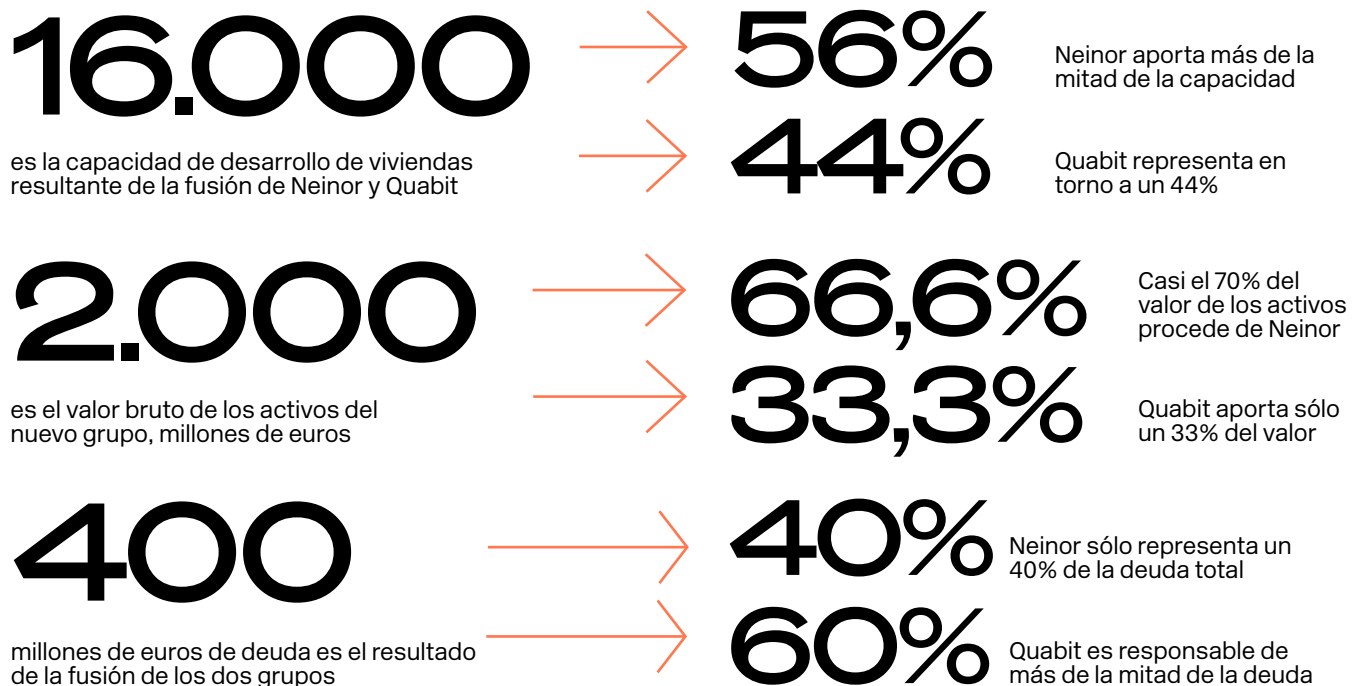 16.000
es la capacidad de desarrollo de viviendas
resultante de la fusión de Neinor y Quabit
56%
Neinor aporta más de la
mitad de la capacidad
44%
Quabit representa en
torno a un 44%
2.000
es el valor bruto de los activos del
nuevo grupo, millones de euros
66,6%
Casi el 70% del
valor de los activos
procede de Neinor
33,3%
Quabit aporta sólo
un 33% del valor
400
millones de euros de deuda es el resultado
de la fusión de los dos grupos
40%
Neinor sólo representa un
40% de la deuda total
60%
Quabit es responsable de
más de la mitad de la deuda